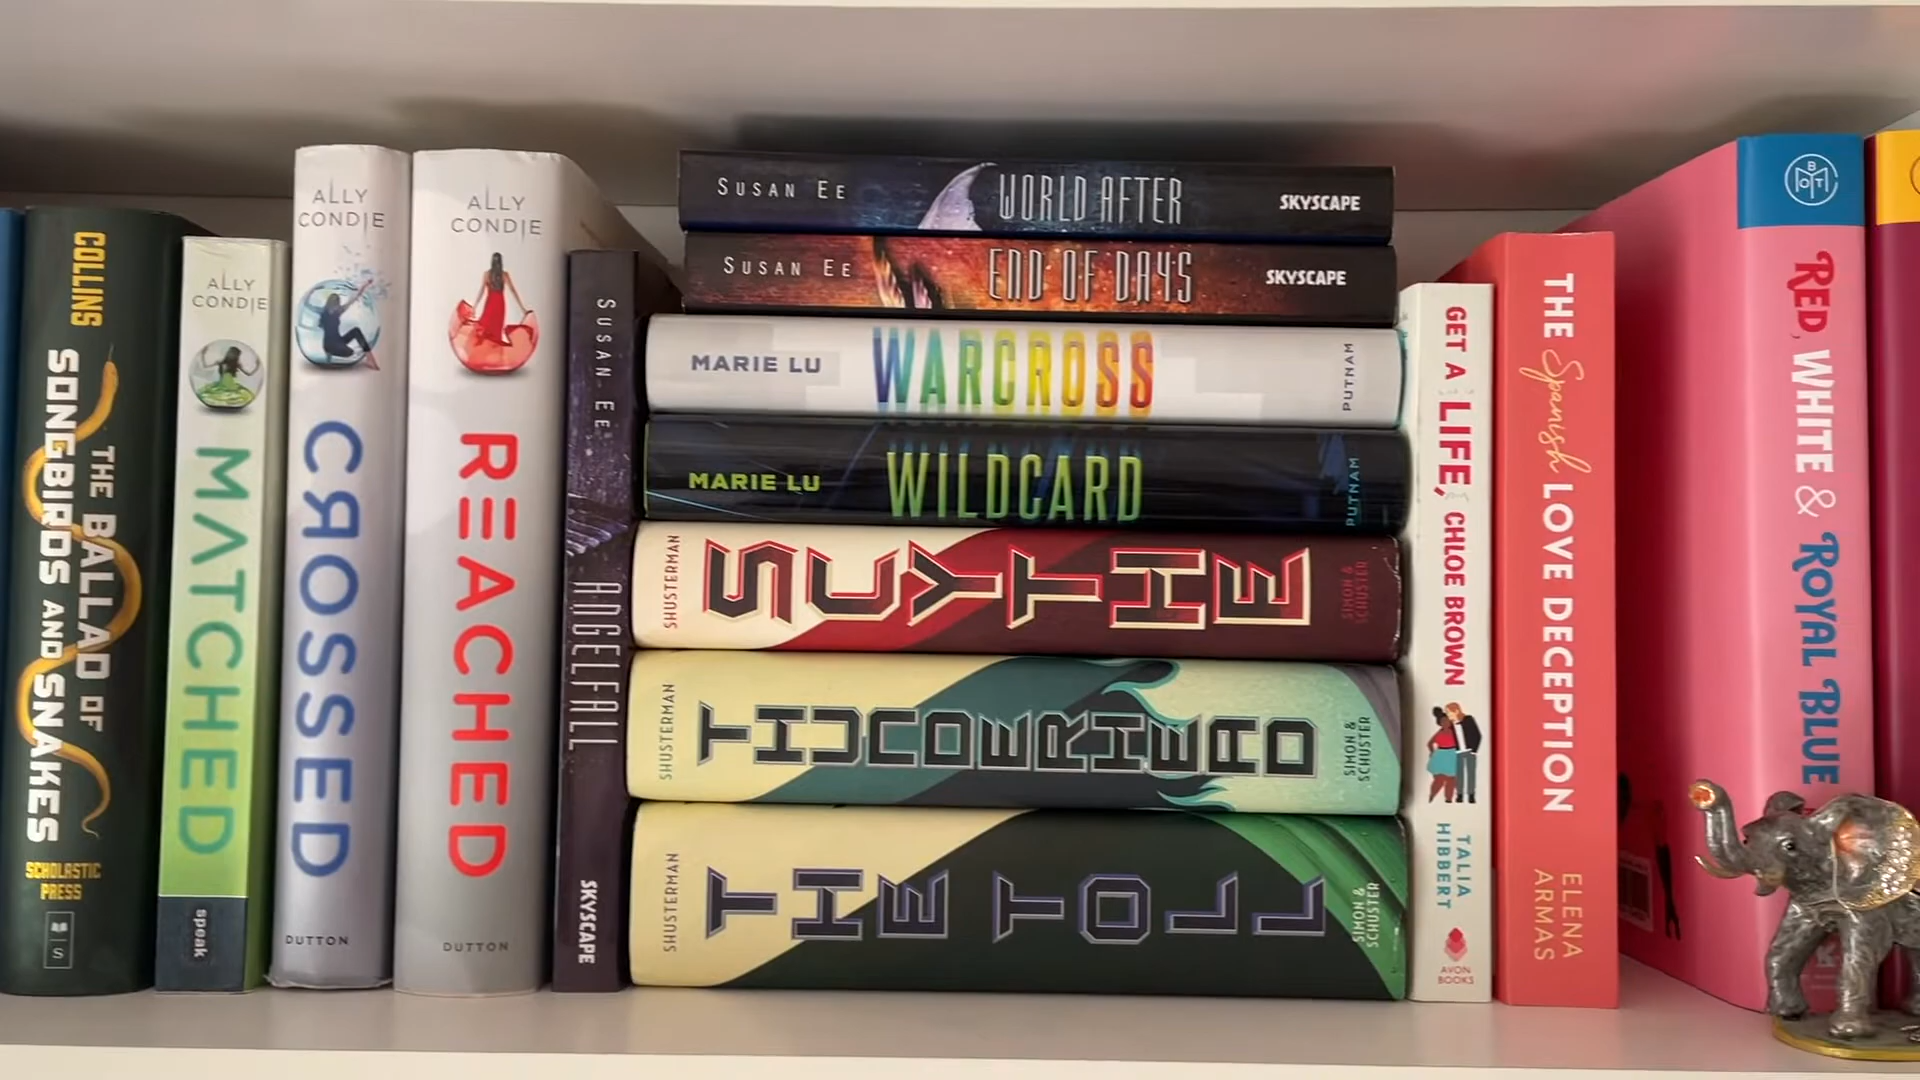 COLLINS
THE BALLAD OF
SONGBIRDS AND SNAKES
SCHOLASTIC
PRESS
S
ALLY
CONDIE
MATCHED
speak
ALLY
CONDIE
CROSSED
DUTTON
ALLY
CONDIE
REACHED
DUTTON
SUSAN EE
ANGELFALL
SKYSCAPE
SUSAN EE WORLD AFTER SKYSCAPE
SUSAN EE END OF DAYS SKYSCAPE
MARIE LU WARCROSS PUTNAM
MARIE LU WILDCARD PUTNAM
SHUSTERMAN SCYTHE SIMON &
SCHUSTER
SHUSTERMAN THUNDERHEAD SIMON &
SCHUSTER
SHUSTERMAN THE TOLL SIMON &
SCHUSTER
GET A LIFE, CHLOE BROWN
TALIA
HIBBERT
AVON
BOOKS
THE Spanish LOVE DECEPTION
ELENA
ARMAS
BOTM
RED, WHITE & ROYAL BLUE